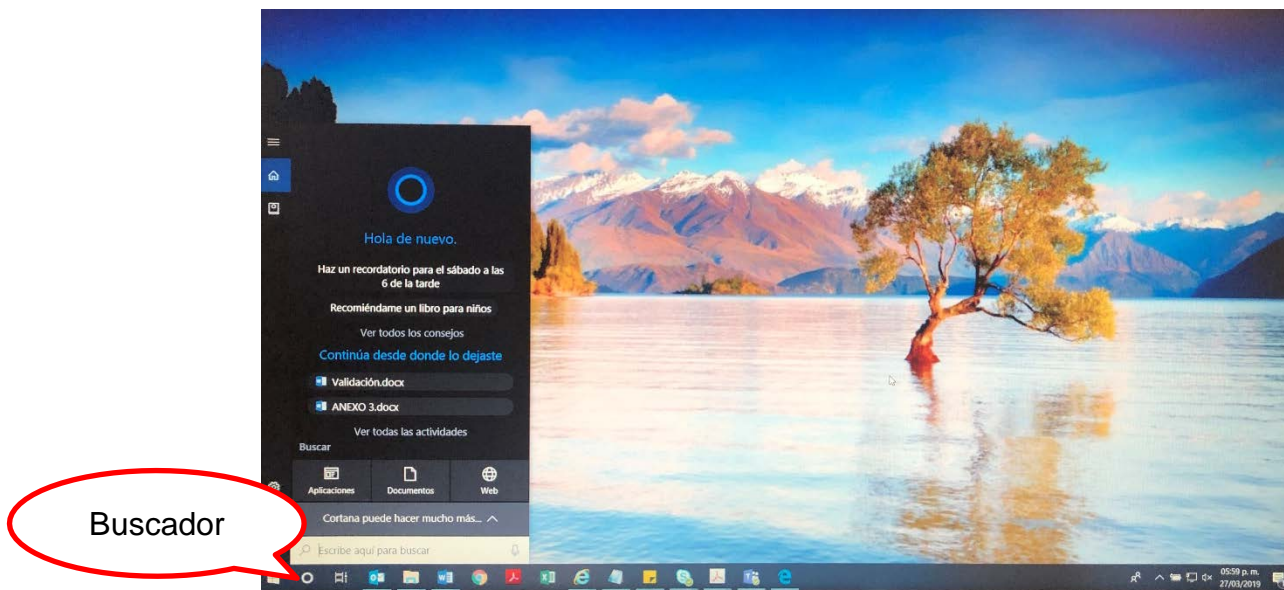 Hola de nuevo.
Haz un recordatorio para el sábado a las
6 de la tarde
Recomiéndame un libro para niños
Ver todos los consejos
Continúa desde donde lo dejaste
Validación.docx
ANEXO 3.docx
Ver todas las actividades
Buscar
Aplicaciones Documentos Web
Cortana puede hacer mucho más...
Escribe aquí para buscar
Buscador
05:59 p. m.
27/03/2019